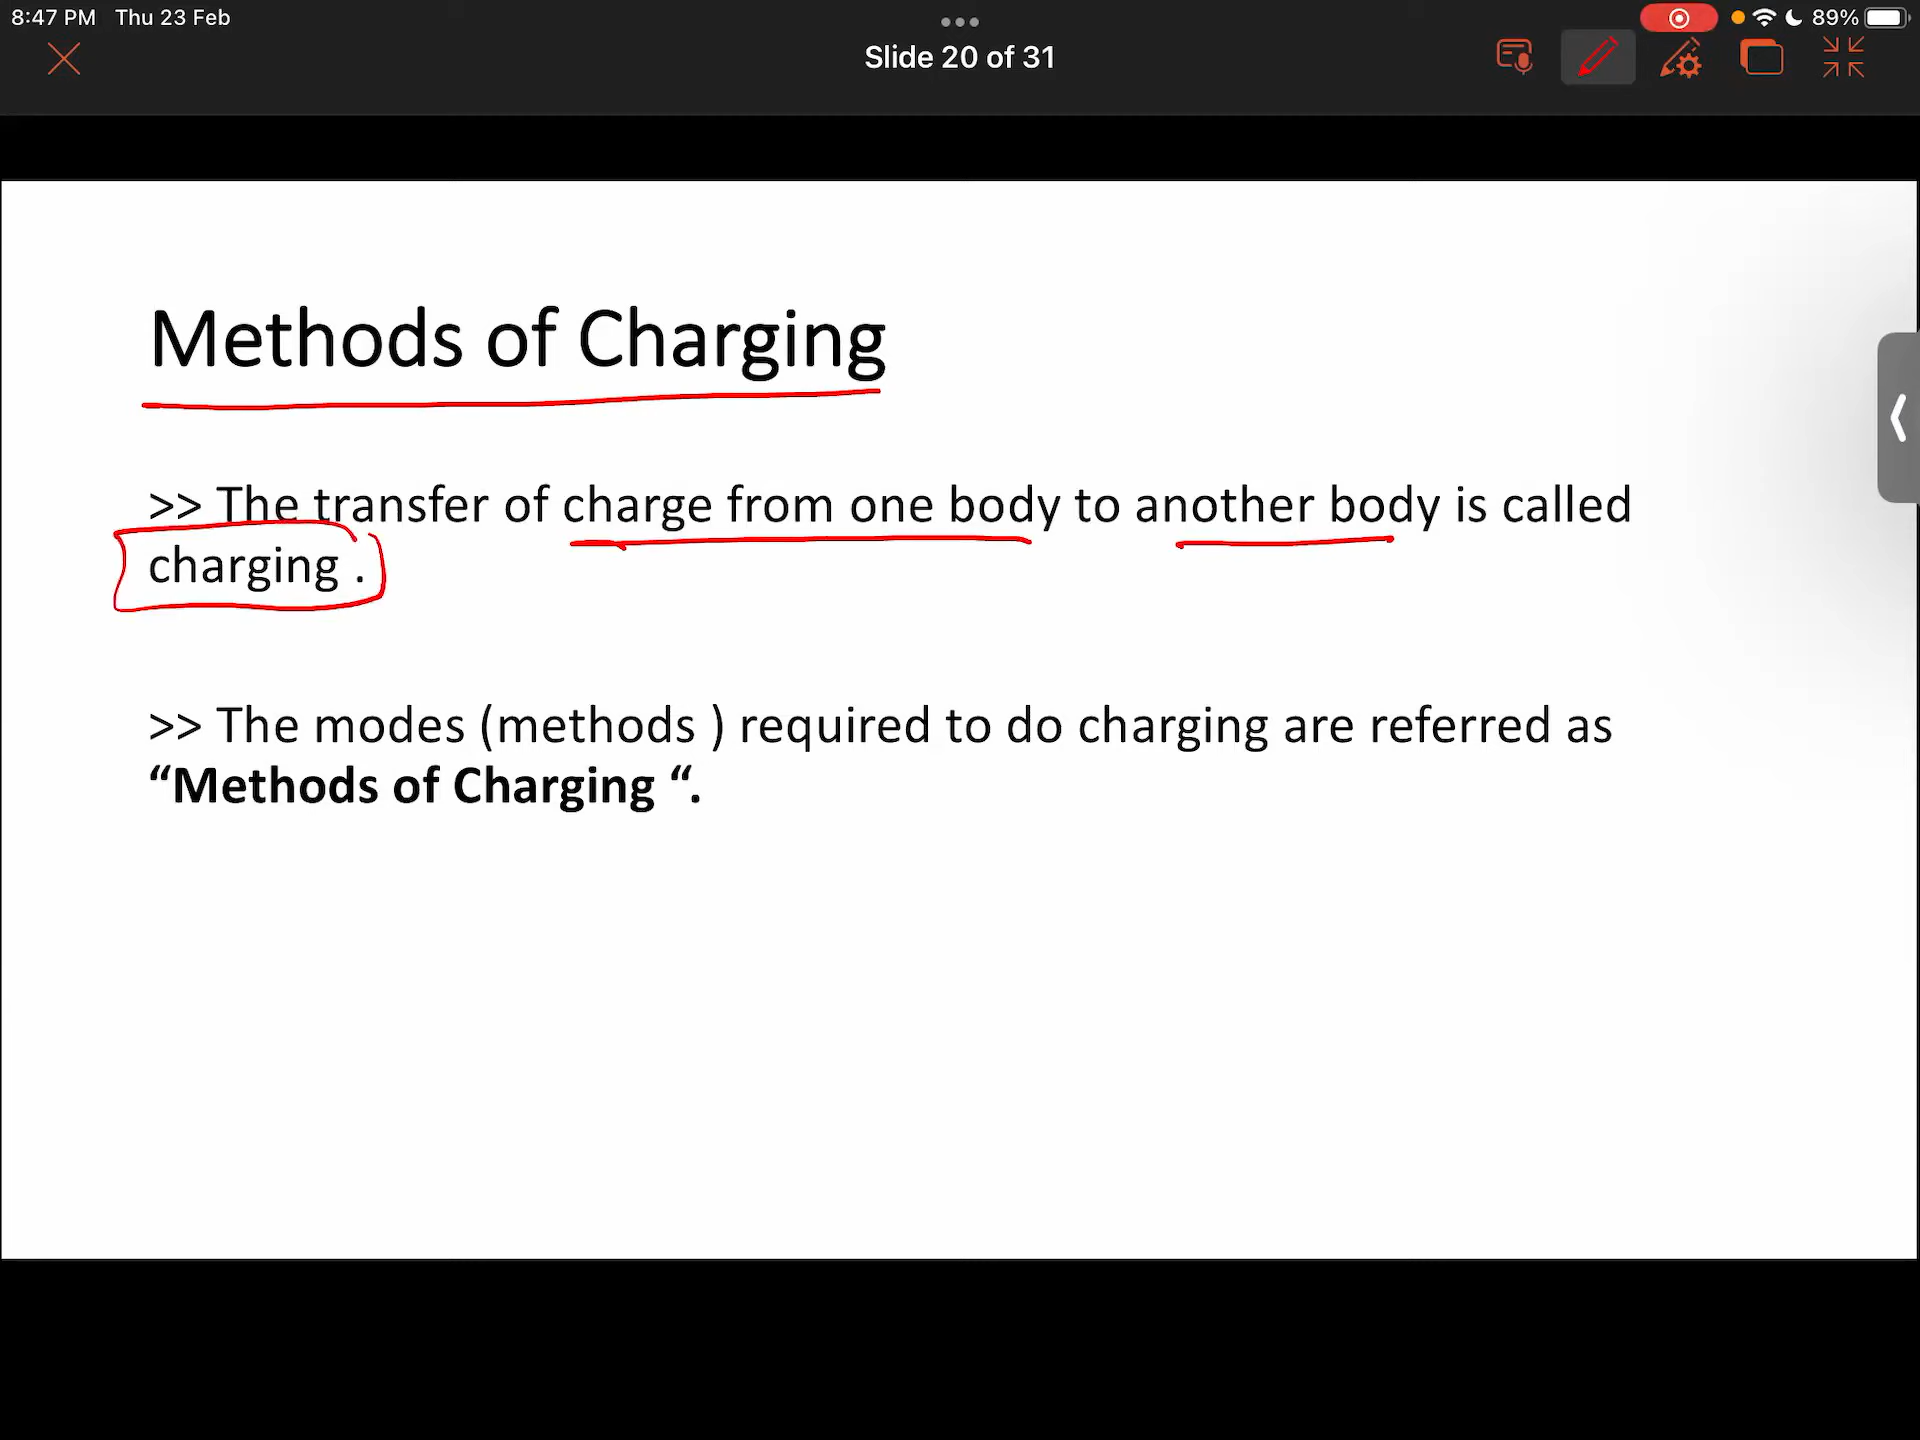 8:47 PM Thu 23 Feb
89%
Slide 20 of 31
Methods of Charging
>> The transfer of charge from one body to another body is called
charging .
>> The modes (methods ) required to do charging are referred as
“Methods of Charging “.